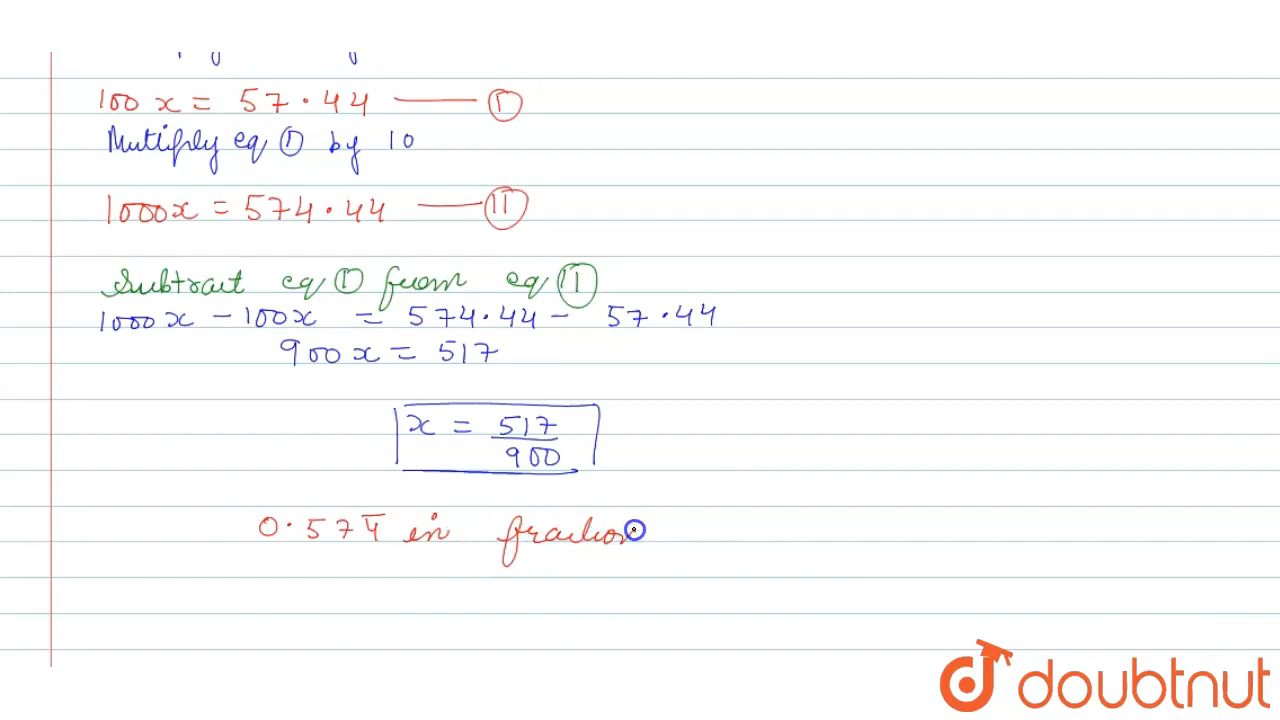 100 x = 57.44 —— I
Multiply eq I by 10
1000x = 574.44 —— II
Subtract eq I from eq II
1000x - 100x = 574.44 - 57.44
900x = 517
x = 517/900
0.574̅ in fraction
doubtnut